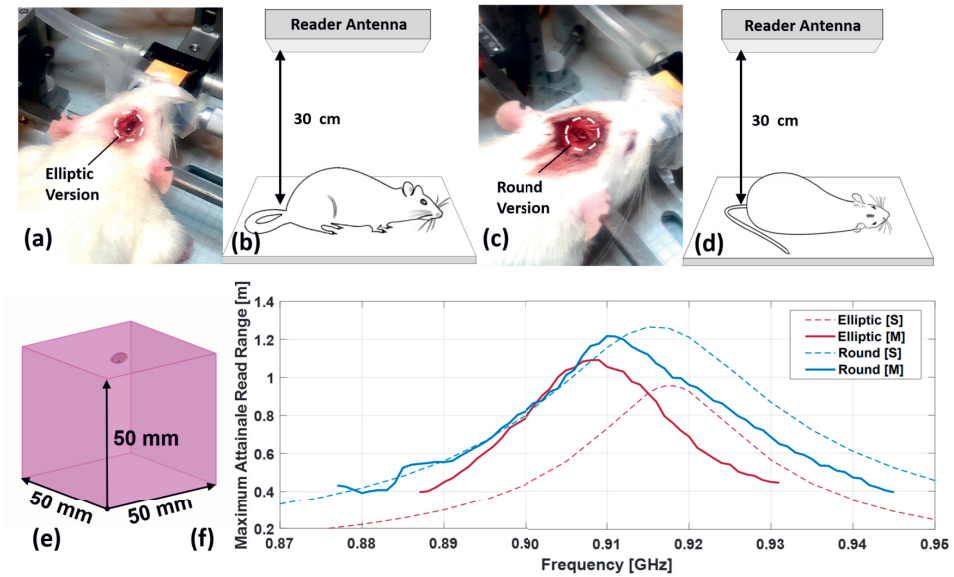 Reader Antenna
30 cm
Elliptic
Version
(a)
(b)
Reader Antenna
30 cm
Round
Version
(c)
(d)
50 mm
50 mm
50 mm
(e)
(f)
Maximum Attainale Read Range [m]
1.4
1.2
1
0.8
0.6
0.4
0.2
Elliptic [S]
Elliptic [M]
Round [S]
Round [M]
0.87
0.88
0.89
0.90
0.91
0.92
0.93
0.94
0.95
Frequency [GHz]